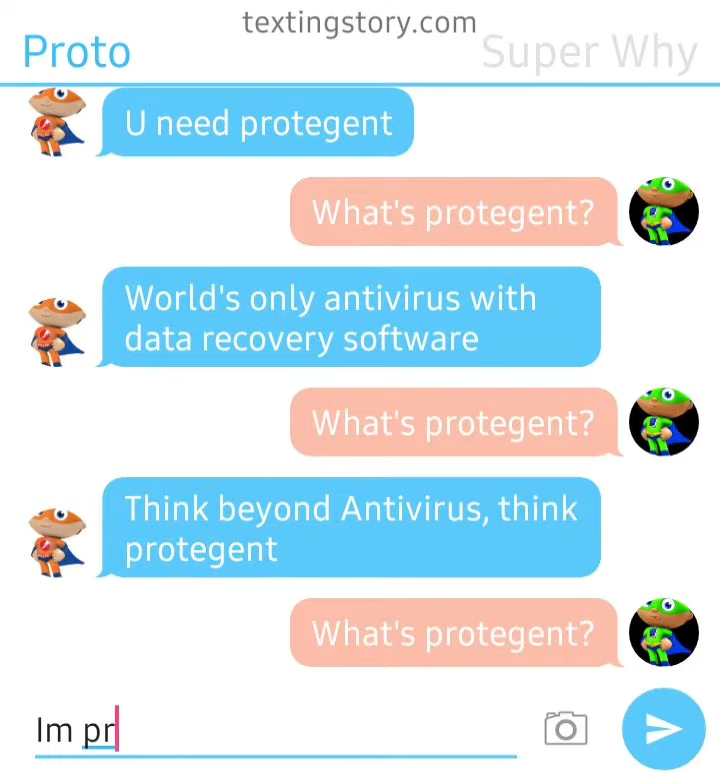 textingstory.com
Proto
Super Why
U need protegent
What's protegent?
World's only antivirus with
data recovery software
What's protegent?
Think beyond Antivirus, think
protegent
What's protegent?
Im pr